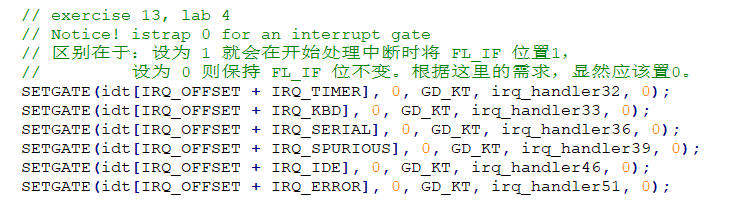 // exercise 13, lab 4
// Notice! istrap 0 for an interrupt gate
// 区别在于: 设为 1 就会在开始处理中断时将 FL_IF 位置1,
//         设为 0 则保持 FL_IF 位不变。根据这里的需求，显然应该置0。
SETGATE(idt[IRQ_OFFSET + IRQ_TIMER], 0, GD_KT, irq_handler32, 0);
SETGATE(idt[IRQ_OFFSET + IRQ_KBD], 0, GD_KT, irq_handler33, 0);
SETGATE(idt[IRQ_OFFSET + IRQ_SERIAL], 0, GD_KT, irq_handler36, 0);
SETGATE(idt[IRQ_OFFSET + IRQ_SPURIOUS], 0, GD_KT, irq_handler39, 0);
SETGATE(idt[IRQ_OFFSET + IRQ_IDE], 0, GD_KT, irq_handler46, 0);
SETGATE(idt[IRQ_OFFSET + IRQ_ERROR], 0, GD_KT, irq_handler51, 0);